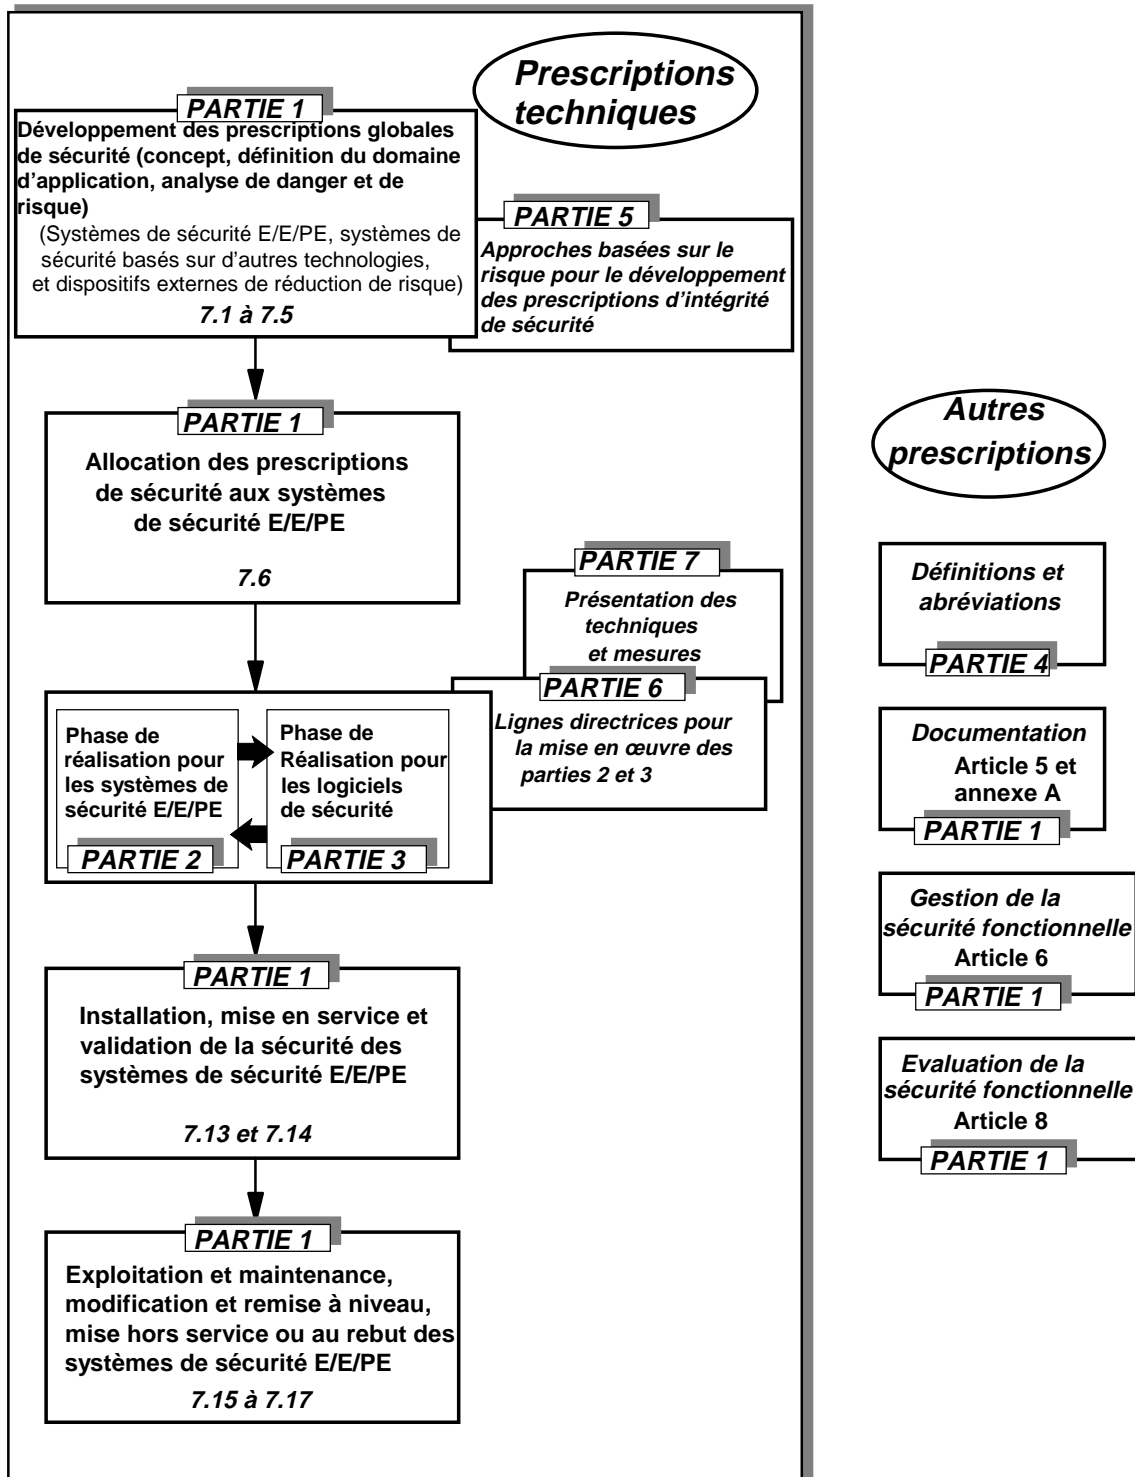 Prescriptions
techniques
PARTIE 1
Développement des prescriptions globales
de sécurité (concept, définition du domaine
d'application, analyse de danger et de
risque)
(Systèmes de sécurité E/E/PE, systèmes de
sécurité basés sur d'autres technologies,
et dispositifs externes de réduction de risque)
7.1 à 7.5
PARTIE 5
Approches basées sur le
risque pour le développement
des prescriptions d'intégrité
de sécurité
PARTIE 1
Allocation des prescriptions
de sécurité aux systèmes
de sécurité E/E/PE
7.6
PARTIE 7
Présentation des
techniques
et mesures
PARTIE 6
Lignes directrices pour
la mise en œuvre des
parties 2 et 3
Phase de
réalisation pour
les systèmes de
sécurité E/E/PE
PARTIE 2
Phase de
Réalisation pour
les logiciels
de sécurité
PARTIE 3
PARTIE 1
Installation, mise en service et
validation de la sécurité des
systèmes de sécurité E/E/PE
7.13 et 7.14
PARTIE 1
Exploitation et maintenance,
modification et remise à niveau,
mise hors service ou au rebut des
systèmes de sécurité E/E/PE
7.15 à 7.17
Autres
prescriptions
Définitions et
abréviations
PARTIE 4
Documentation
Article 5 et
annexe A
PARTIE 1
Gestion de la
sécurité fonctionnelle
Article 6
PARTIE 1
Evaluation de la
sécurité fonctionnelle
Article 8
PARTIE 1